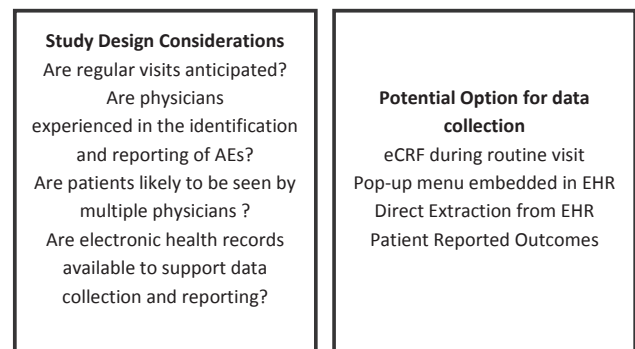 Study Design Considerations
Are regular visits anticipated?
Are physicians
experienced in the identification
and reporting of AEs?
Are patients likely to be seen by
multiple physicians ?
Are electronic health records
available to support data
collection and reporting?
Potential Option for data
collection
eCRF during routine visit
Pop-up menu embedded in EHR
Direct Extraction from EHR
Patient Reported Outcomes